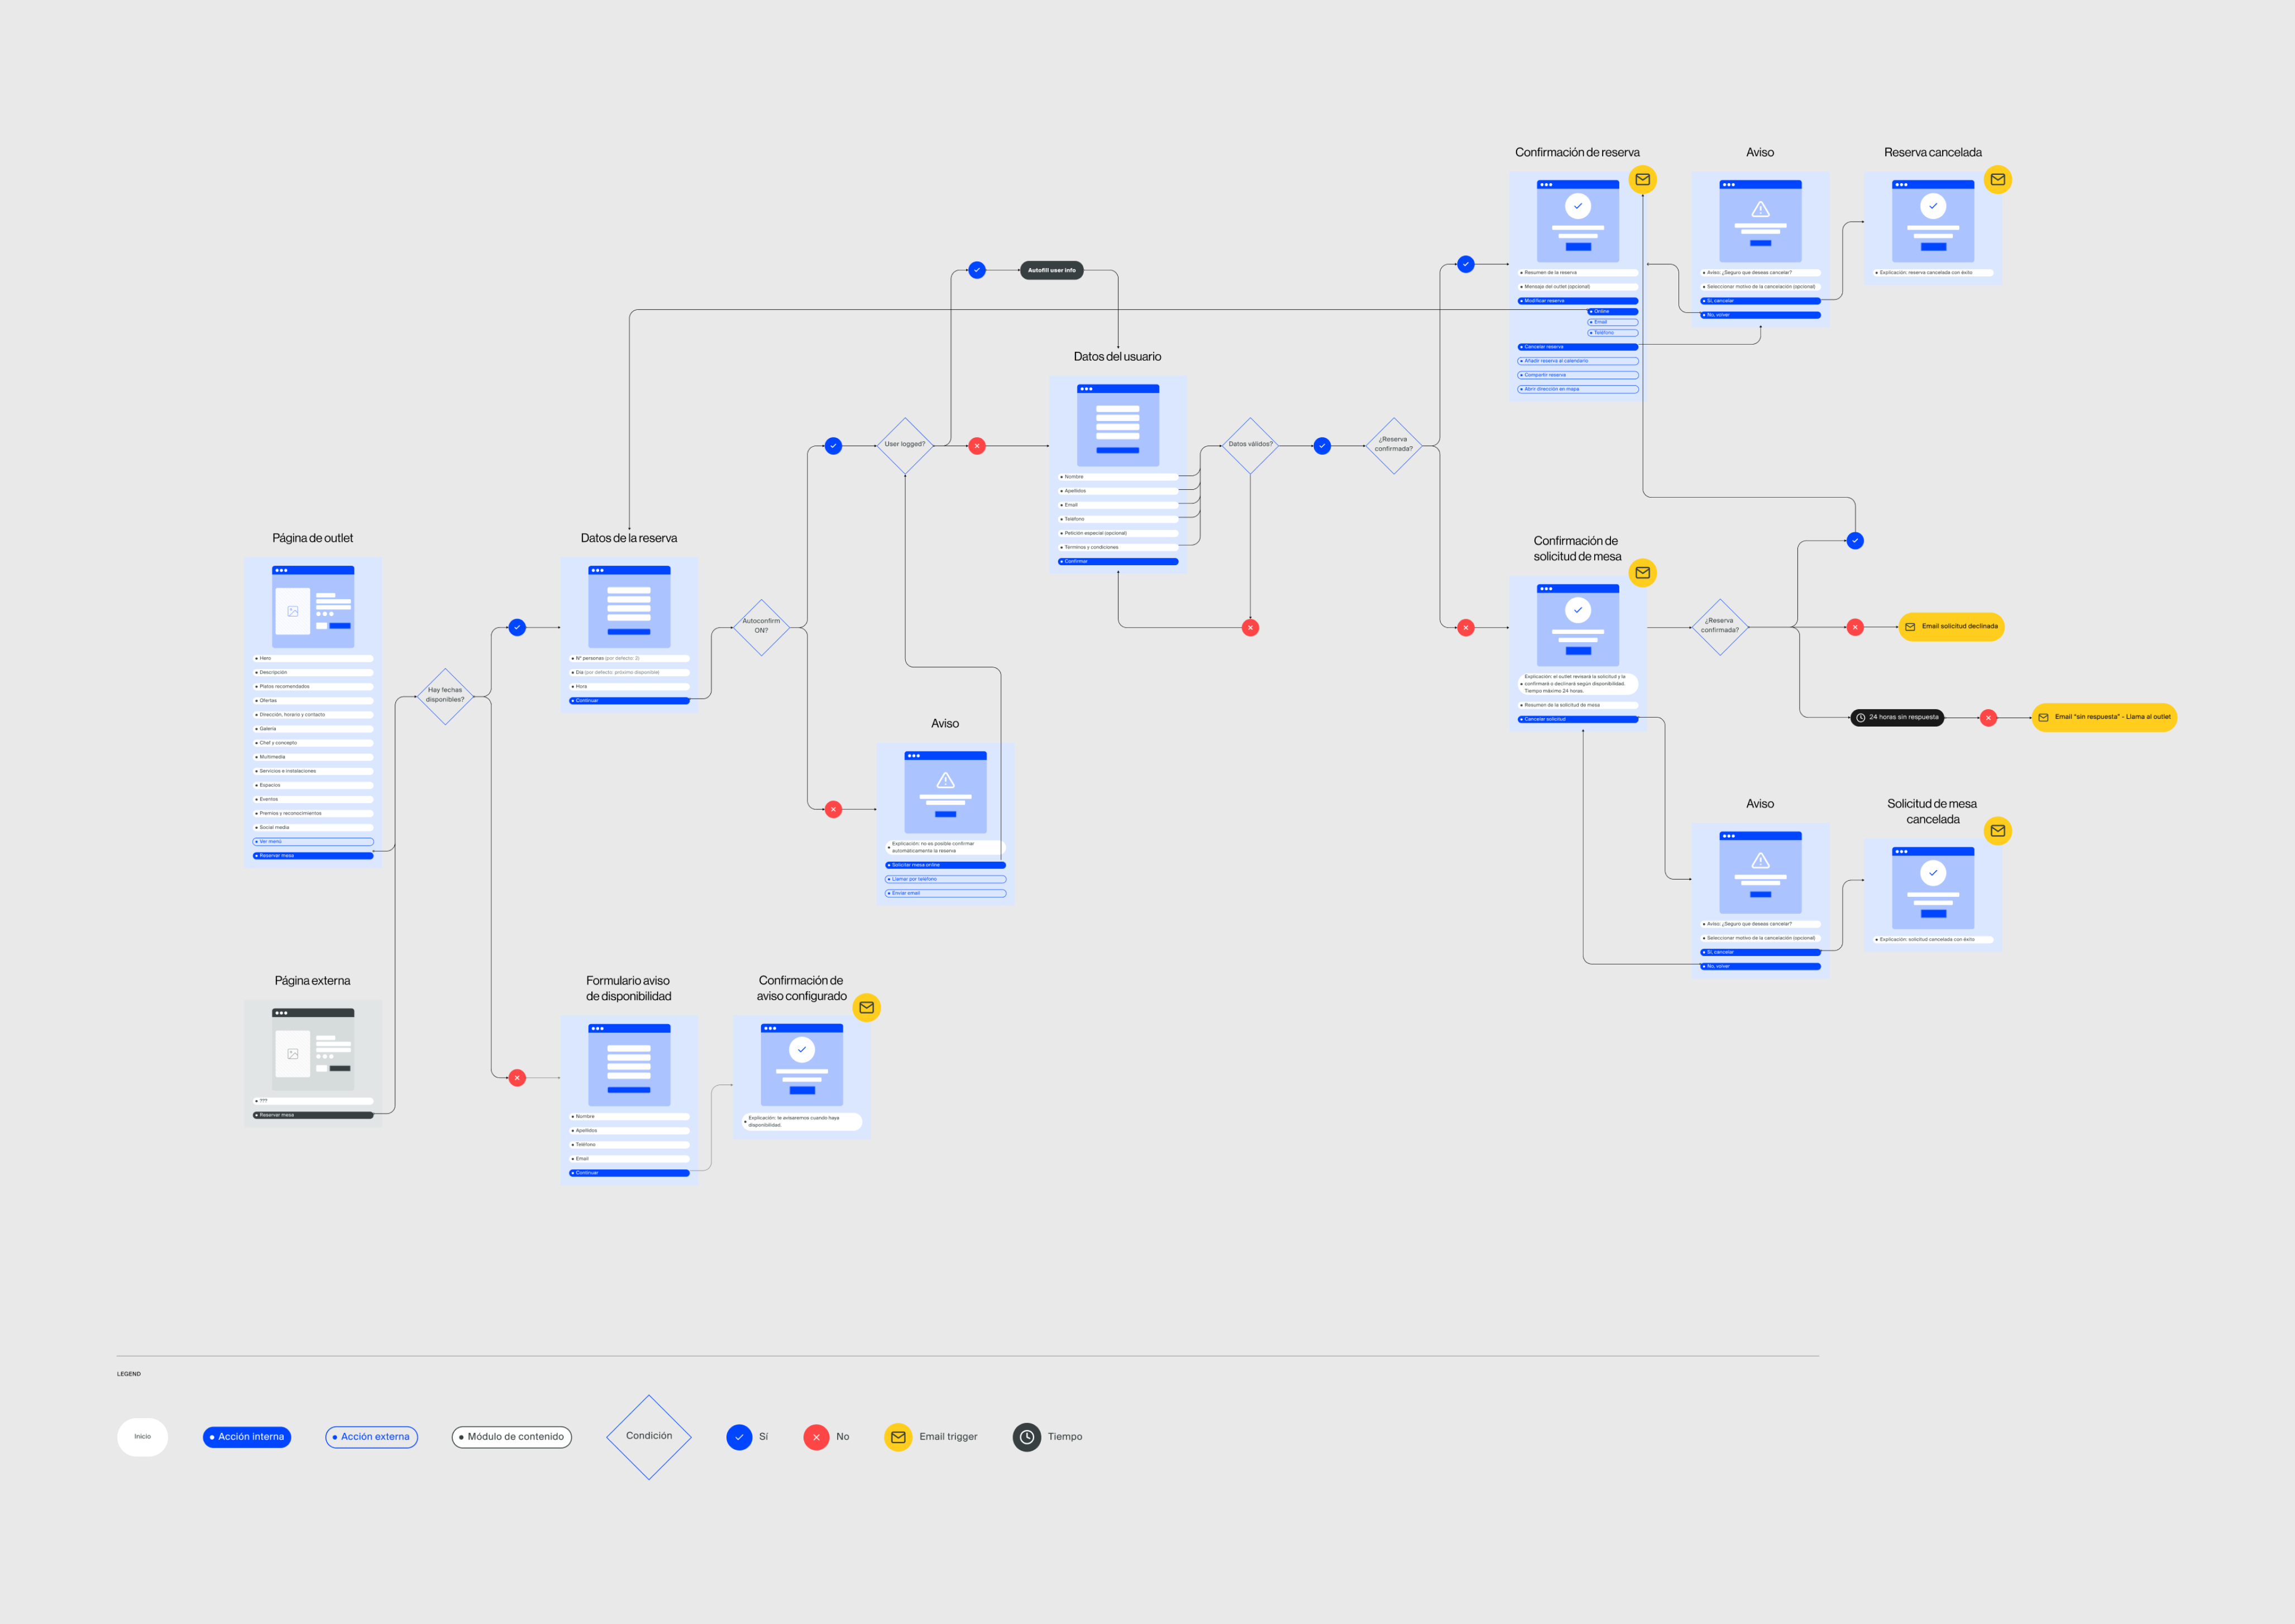 Página de outlet
Hero
Descripción
Platos recomendados
Ofertas
Dirección, horario y contacto
Galería
Chef y concepto
Multimedia
Servicios e instalaciones
Espacios
Eventos
Premios y reconocimientos
Social media
Ver menú
Reservar mesa
Página externa
???
Reservar mesa
Hay fechas
disponibles?
Datos de la reserva
Nº personas (por defecto: 2)
Día (por defecto: próximo disponible)
Hora
Continuar
Formulario aviso
de disponibilidad
Nombre
Apellidos
Teléfono
Email
Continuar
Confirmación de
aviso configurado
Explicación: te avisaremos cuando haya
disponibilidad.
Autoconfirm
ON?
User logged?
Autofill user info
Aviso
Explicación: no es posible confirmar
automáticamente la reserva
Solicitar mesa online
Llamar por teléfono
Enviar email
Datos del usuario
Nombre
Apellidos
Email
Teléfono
Petición especial (opcional)
Términos y condiciones
Confirmar
Datos válidos?
¿Reserva
confirmada?
Confirmación de reserva
Resumen de la reserva
Mensaje del outlet (opcional)
Modificar reserva
Online
Email
Teléfono
Cancelar reserva
Añadir reserva al calendario
Compartir reserva
Abrir dirección en mapa
Aviso
Aviso: ¿Seguro que deseas cancelar?
Seleccionar motivo de la cancelación (opcional)
Sí, cancelar
No, volver
Reserva cancelada
Explicación: reserva cancelada con éxito
Confirmación de
solicitud de mesa
Explicación: el outlet revisará la solicitud y la
confirmará o declinará según disponibilidad.
Tiempo máximo 24 horas.
Resumen de la solicitud de mesa
Cancelar solicitud
¿Reserva
confirmada?
Email solicitud declinada
24 horas sin respuesta
Email "sin respuesta" - Llama al outlet
Aviso
Aviso: ¿Seguro que deseas cancelar?
Seleccionar motivo de la cancelación (opcional)
Sí, cancelar
No, volver
Solicitud de mesa
cancelada
Explicación: solicitud cancelada con éxito
LEGEND
Inicio
Acción interna
Acción externa
Módulo de contenido
Condición
Sí
No
Email trigger
Tiempo